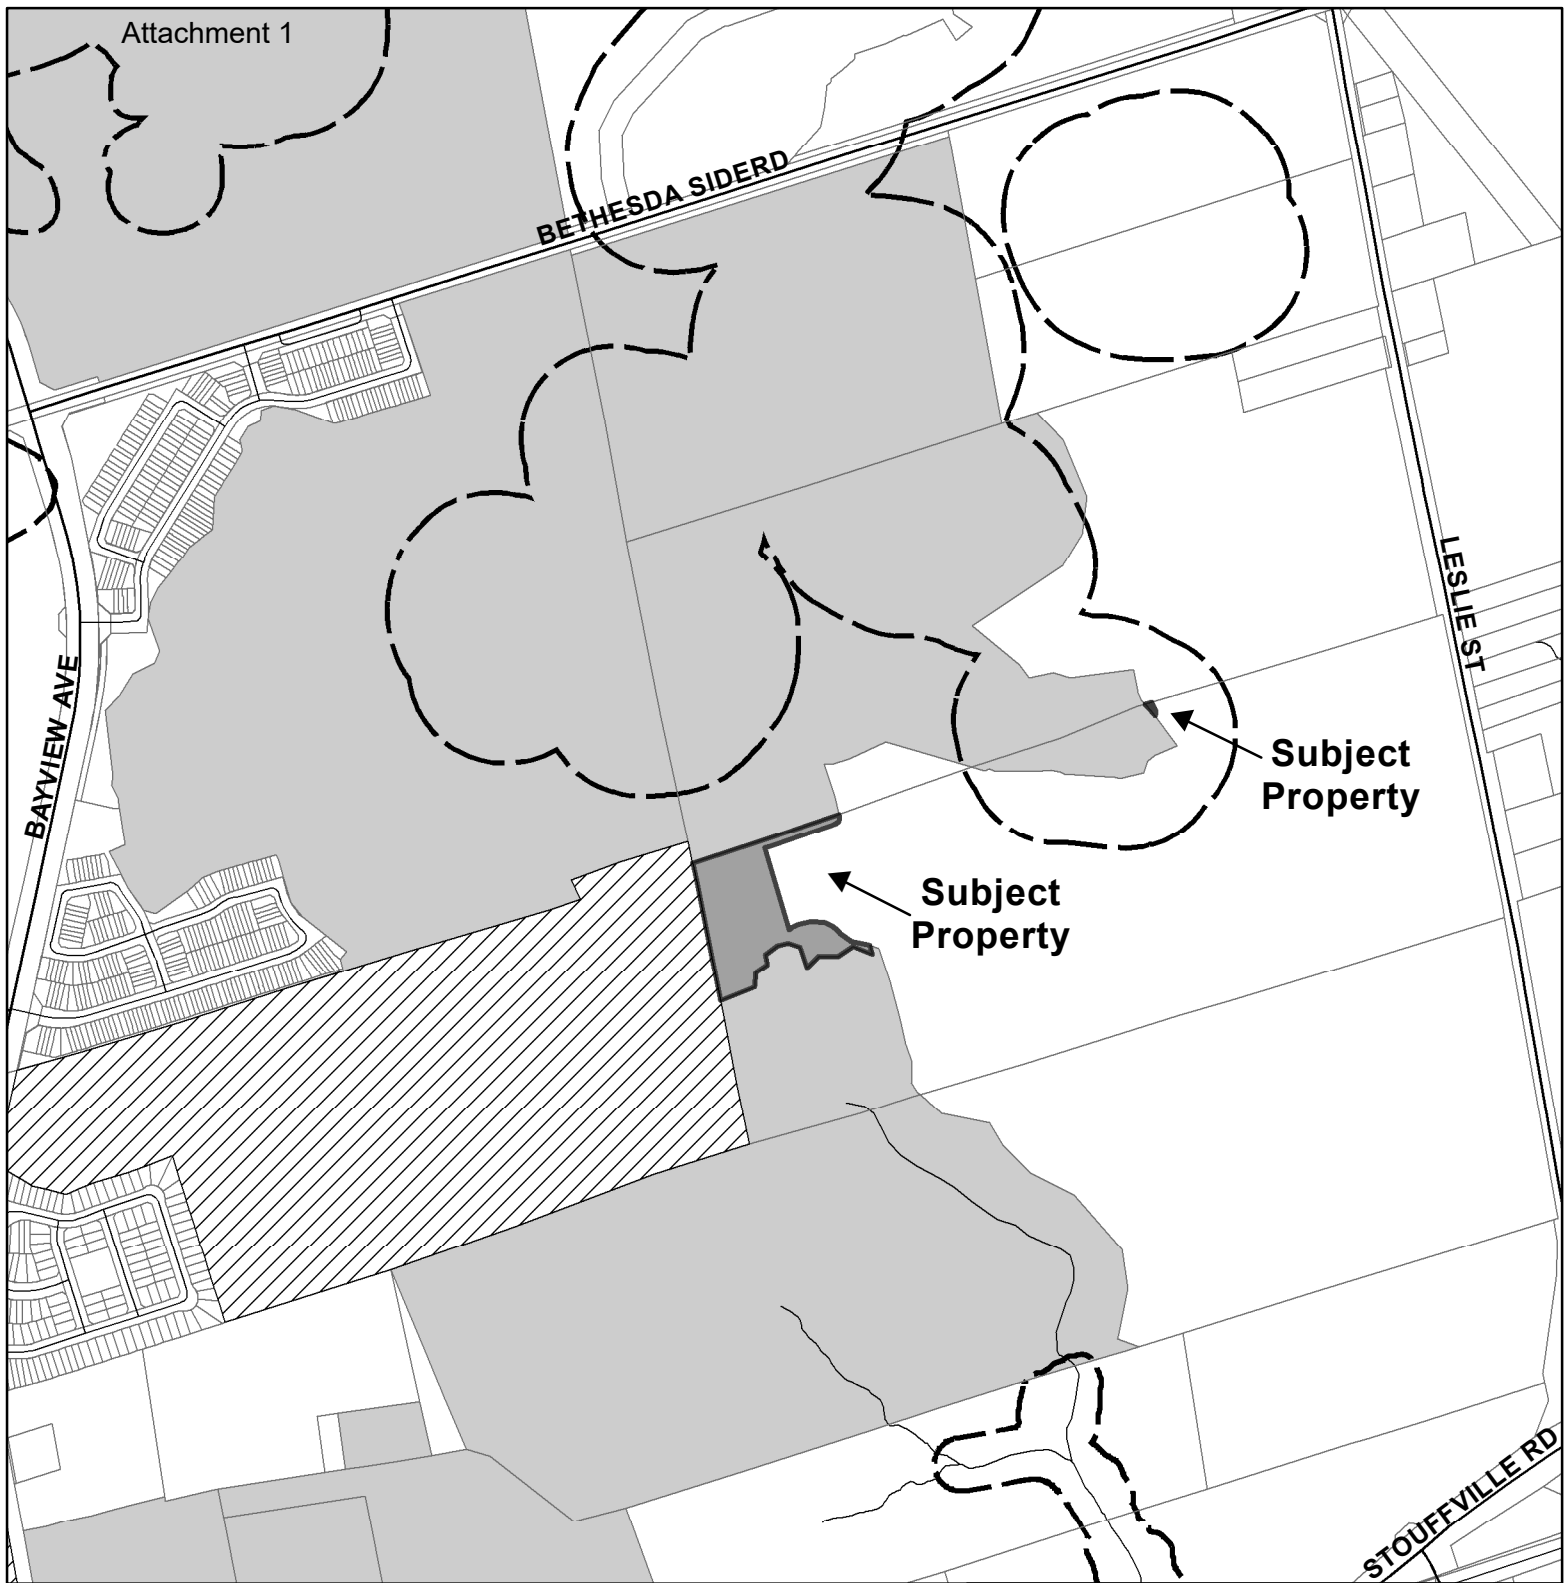 Attachment 1
BETHESDA SIDERD
LESLIE ST
BAYVIEW AVE
Subject
Property
Subject
Property
STOUFFVILLE RD